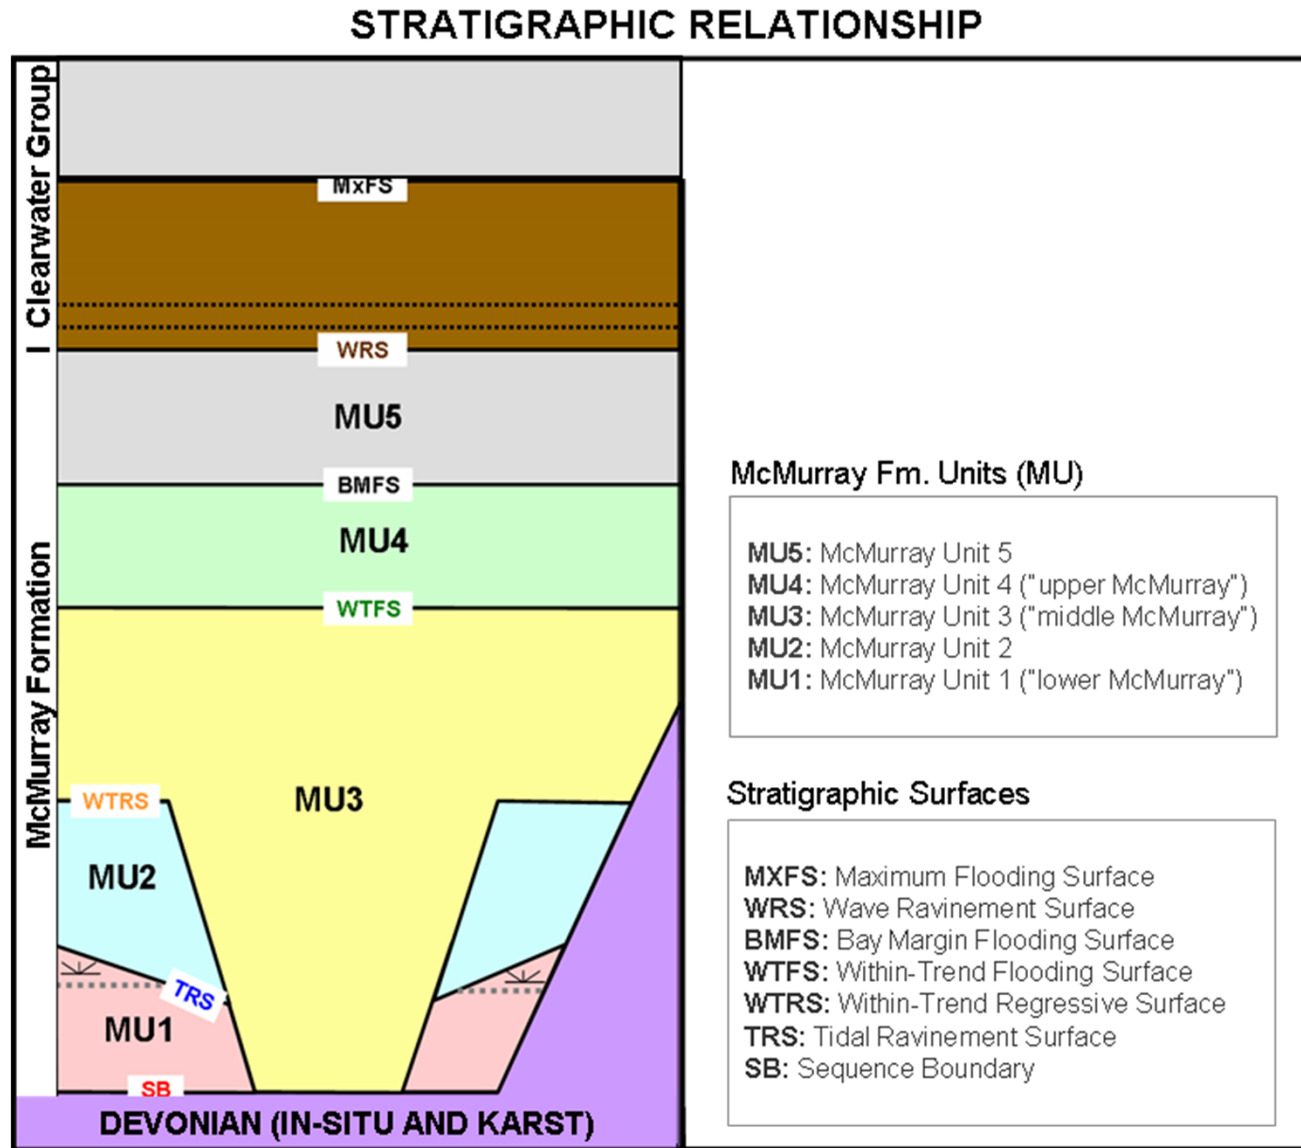 STRATIGRAPHIC RELATIONSHIP
I Clearwater Group
McMurray Formation
MxFS
WRS
MU5
BMFS
MU4
WTFS
WTRS
MU3
MU2
TRS
MU1
SB
DEVONIAN (IN-SITU AND KARST)
McMurray Fm. Units (MU)
MU5: McMurray Unit 5
MU4: McMurray Unit 4 ("upper McMurray")
MU3: McMurray Unit 3 ("middle McMurray")
MU2: McMurray Unit 2
MU1: McMurray Unit 1 ("lower McMurray")
Stratigraphic Surfaces
MXFS: Maximum Flooding Surface
WRS: Wave Ravinement Surface
BMFS: Bay Margin Flooding Surface
WTFS: Within-Trend Flooding Surface
WTRS: Within-Trend Regressive Surface
TRS: Tidal Ravinement Surface
SB: Sequence Boundary